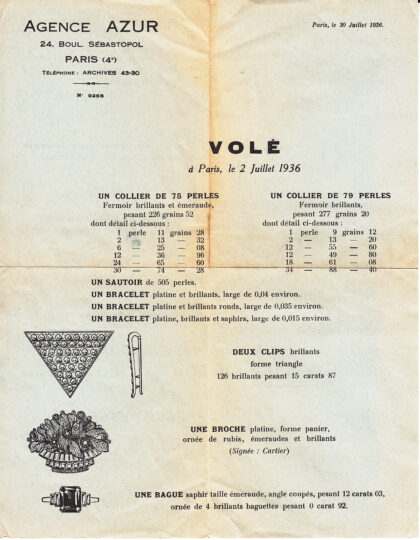 AGENCE AZUR
24, BOUL. SÉBASTOPOL
PARIS (4e)
TÉLÉPHONE : ARCHIVES 43-30
N° 9268
Paris, le 30 Juillet 1936.
VOLÉ
à Paris, le 2 Juillet 1936
UN COLLIER DE 75 PERLES
Fermoir brillants et émeraude,
pesant 226 grains 52
dont détail ci-dessous :
1 perle 11 grains 28
2 — 13 — 32
6 — 25 — 08
12 — 36 — 96
24 — 65 — 60
30 — 74 — 28
UN COLLIER DE 79 PERLES
Fermoir brillants,
pesant 277 grains 20
dont détail ci-dessous :
1 perle 9 grains 12
2 — 13 — 20
12 — 55 — 60
12 — 49 — 80
18 — 61 — 08
34 — 88 — 40
UN SAUTOIR de 505 perles.
UN BRACELET platine et brillants, large de 0,04 environ.
UN BRACELET platine et brillants ronds, large de 0,035 environ.
UN BRACELET platine, brillants et saphirs, large de 0,015 environ.
DEUX CLIPS brillants
forme triangle
126 brillants pesant 15 carats 87
UNE BROCHE platine, forme panier,
ornée de rubis, émeraudes et brillants
(Signée : Cartier)
UNE BAGUE saphir taille émeraude, angle coupés, pesant 12 carats 03,
ornée de 4 brillants baguettes pesant 0 carat 92.